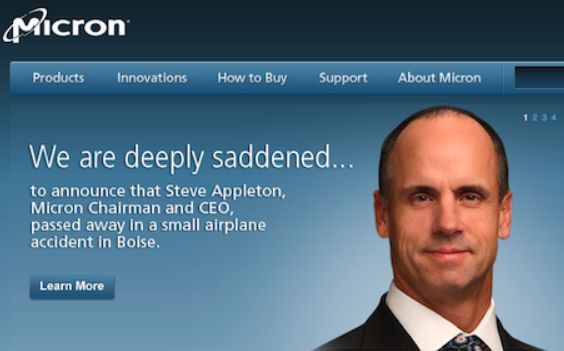 Micron
Products Innovations How to Buy Support About Micron
1 2 3 4
We are deeply saddened...
to announce that Steve Appleton,
Micron Chairman and CEO,
passed away in a small airplane
accident in Boise.
Learn More